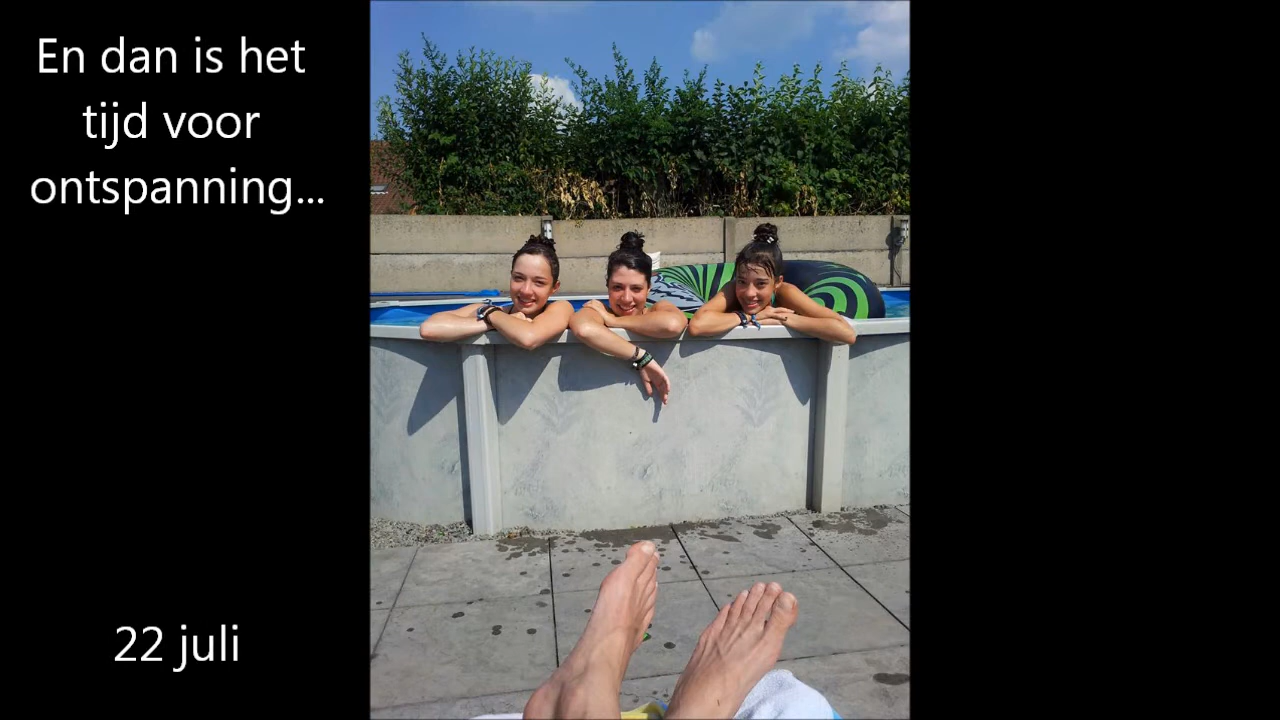 En dan is het
tijd voor
ontspanning...
22 juli